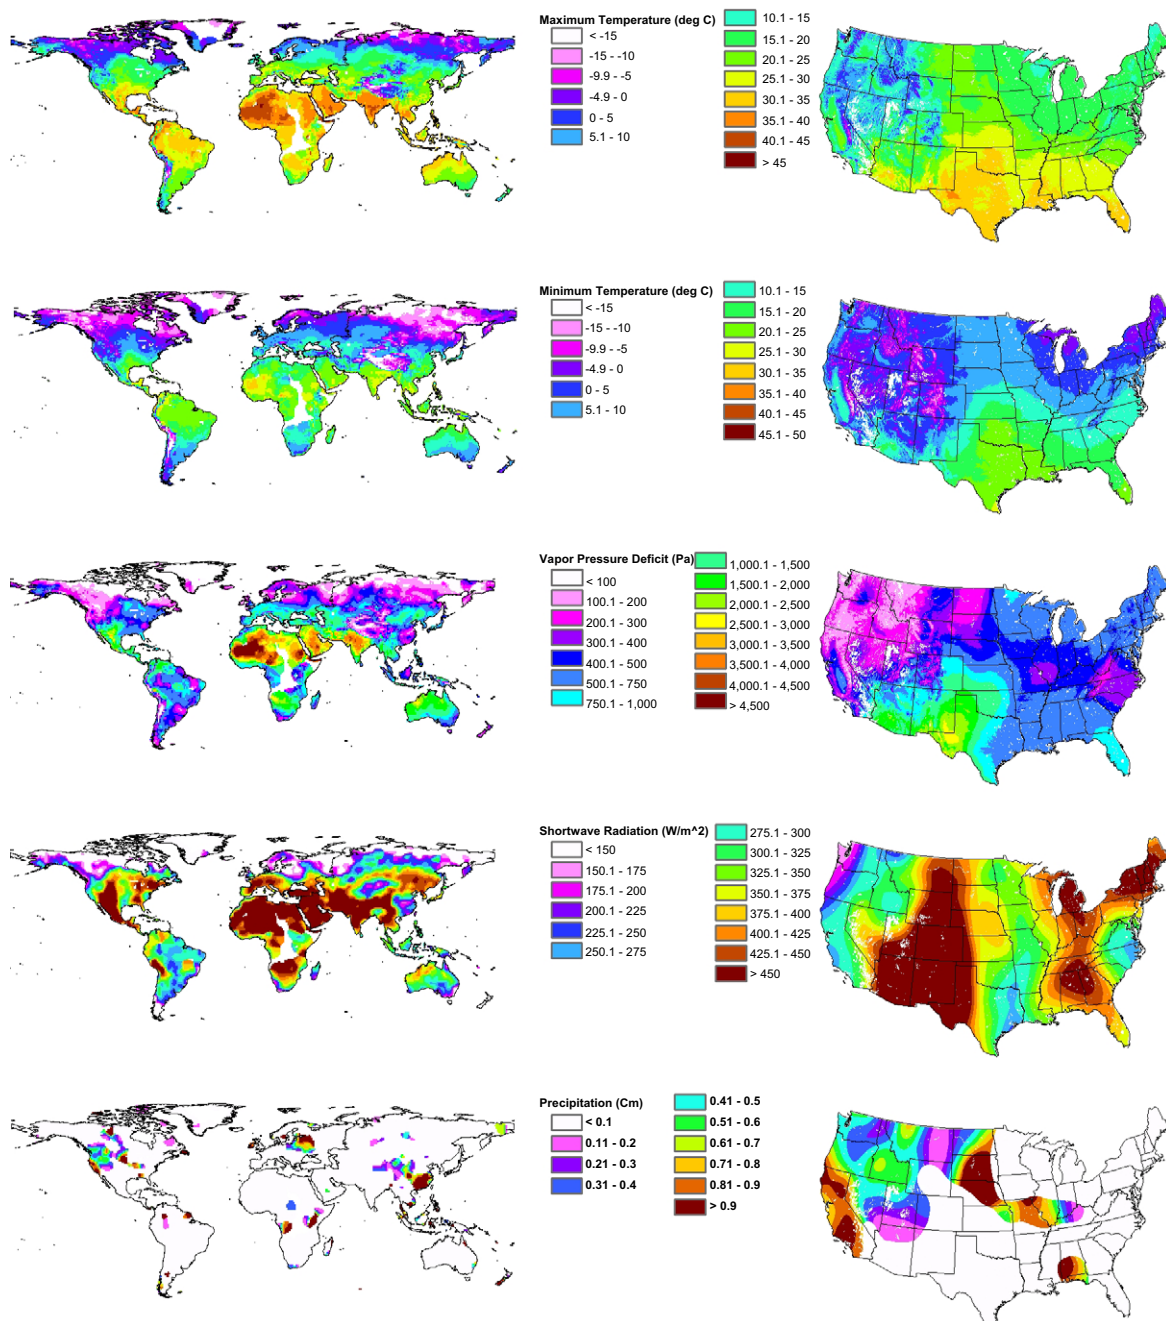 Maximum Temperature (deg C)
< -15
-15 - -10
-9.9 - -5
-4.9 - 0
0 - 5
5.1 - 10
10.1 - 15
15.1 - 20
20.1 - 25
25.1 - 30
30.1 - 35
35.1 - 40
40.1 - 45
> 45
Minimum Temperature (deg C)
< -15
-15 - -10
-9.9 - -5
-4.9 - 0
0 - 5
5.1 - 10
10.1 - 15
15.1 - 20
20.1 - 25
25.1 - 30
30.1 - 35
35.1 - 40
40.1 - 45
45.1 - 50
Vapor Pressure Deficit (Pa)
< 100
100.1 - 200
200.1 - 300
300.1 - 400
400.1 - 500
500.1 - 750
750.1 - 1,000
1,000.1 - 1,500
1,500.1 - 2,000
2,000.1 - 2,500
2,500.1 - 3,000
3,000.1 - 3,500
3,500.1 - 4,000
4,000.1 - 4,500
> 4,500
Shortwave Radiation (W/m^2)
< 150
150.1 - 175
175.1 - 200
200.1 - 225
225.1 - 250
250.1 - 275
275.1 - 300
300.1 - 325
325.1 - 350
350.1 - 375
375.1 - 400
400.1 - 425
425.1 - 450
> 450
Precipitation (Cm)
< 0.1
0.11 - 0.2
0.21 - 0.3
0.31 - 0.4
0.41 - 0.5
0.51 - 0.6
0.61 - 0.7
0.71 - 0.8
0.81 - 0.9
> 0.9